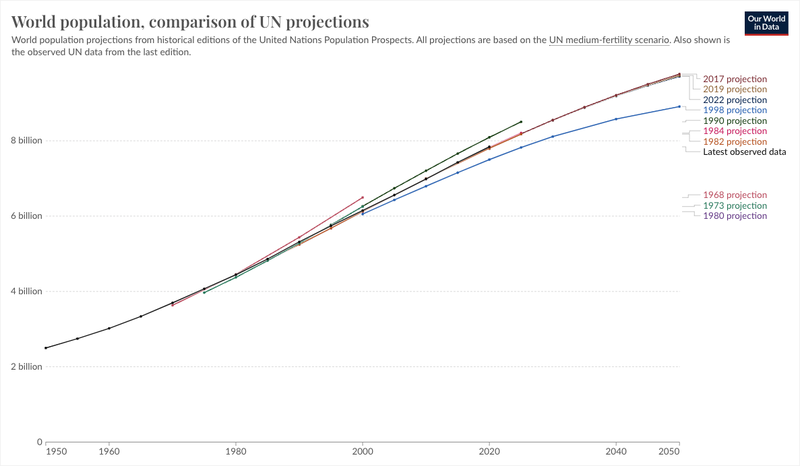 World population, comparison of UN projections
World population projections from historical editions of the United Nations Population Prospects. All projections are based on the UN medium-fertility scenario. Also shown is
the observed UN data from the last edition.
Our World
in Data
2017 projection
2019 projection
2022 projection
1998 projection
1990 projection
1984 projection
1982 projection
Latest observed data
1968 projection
1973 projection
1980 projection
8 billion
6 billion
4 billion
2 billion
0
1950
1960
1980
2000
2020
2040
2050